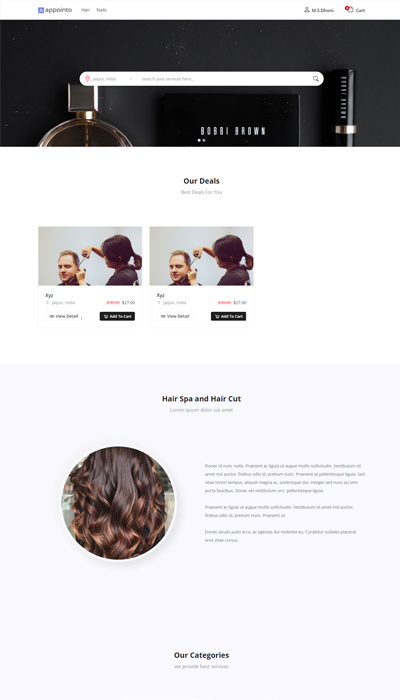 appointo Hair Nails M.S.Dhoni Cart
Jaipur, India search your services here...
BOBBI BROWN
Our Deals
Best Deals For You
Xyz
Jaipur, India $30.00 $27.00
View Detail Add To Cart
Xyz
Jaipur, India $30.00 $27.00
View Detail Add To Cart
Hair Spa and Hair Cut
Lorem ipsum dolor sut amet
Donec id nunc nulla. Praesent ac ligula ut augue mollis sollicitudin. Vestibulum sit
amet nisl auctor, finibus odio id, pretium nunc. Praesent ut pellentesque ligula. Sed
vitae lorem tempus, aliquet magna ac, scelerisque dui. Integer sed nunc eu sem
porta faucibus. Donec vel vestibulum orci pellentesque ligula.
Praesent ac ligula ut augue mollis sollicitudin. Vestibulum sit amet nisl auctor,
finibus odio id, pretium nunc. Praesent ut.
Donec iaculis justo arcu, ac egestas dui molestie eu. Curabitur sodales placerat
eros vitae cursus.
Our Categories
we provide best services